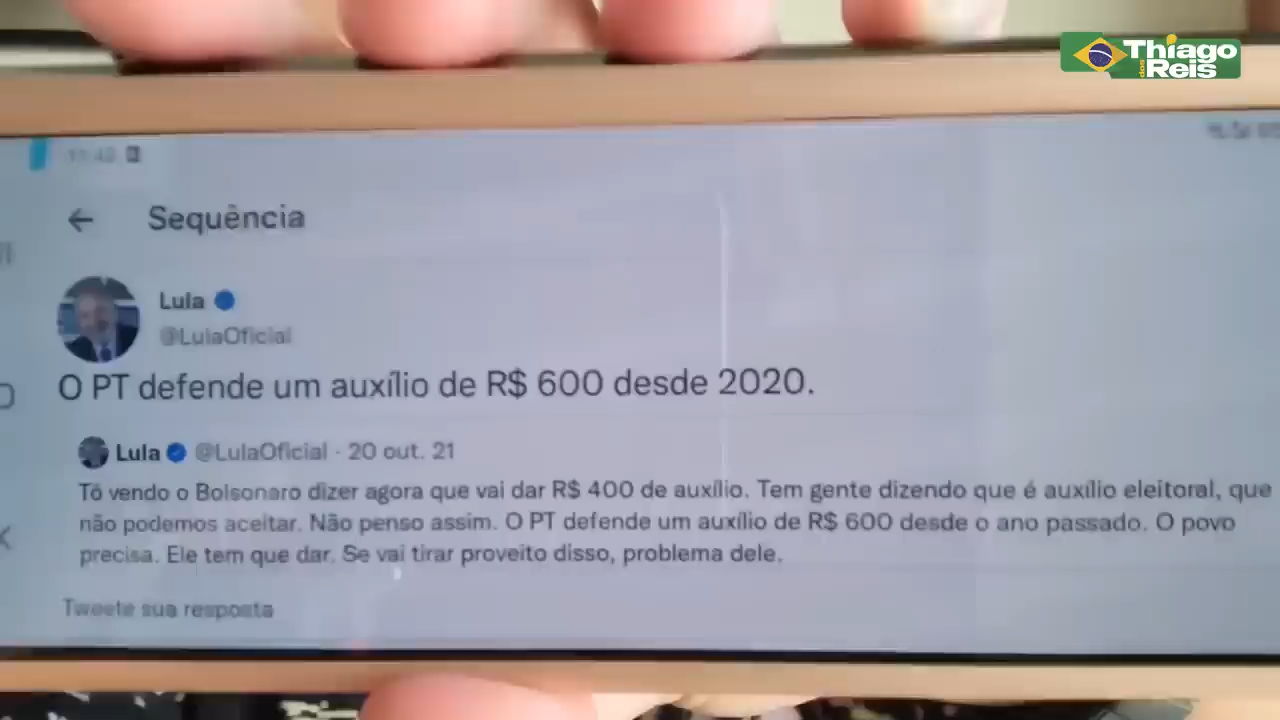 Thiago
dos
Reis
Sequência
Lula
@LulaOficial
O PT defende um auxílio de R$ 600 desde 2020.
Lula @LulaOficial · 20 out. 21
Tô vendo o Bolsonaro dizer agora que vai dar R$ 400 de auxílio. Tem gente dizendo que é auxílio eleitoral, que
não podemos aceitar. Não penso assim. O PT defende um auxílio de R$ 600 desde o ano passado. O povo
precisa. Ele tem que dar. Se vai tirar proveito disso, problema dele.
Tweete sua resposta